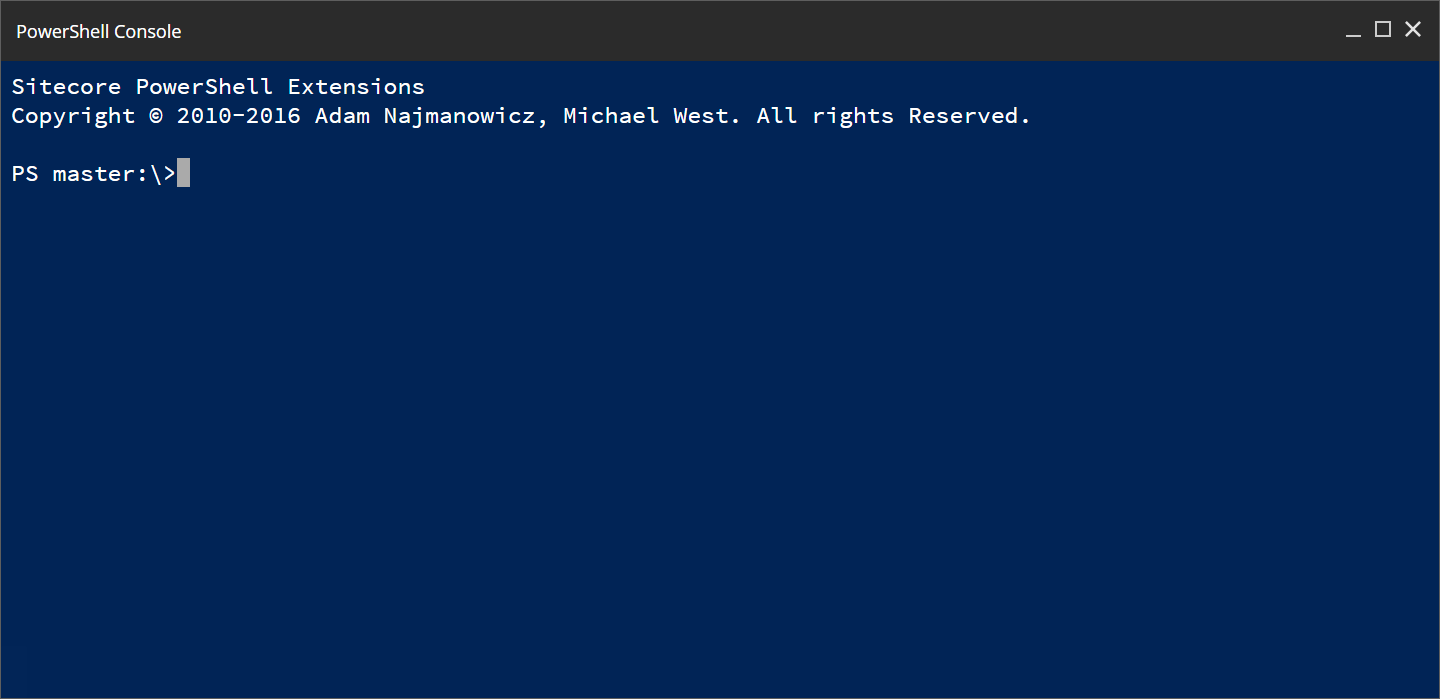 PowerShell Console
Sitecore PowerShell Extensions
Copyright © 2010-2016 Adam Najmanowicz, Michael West. All rights Reserved.
PS master:\>